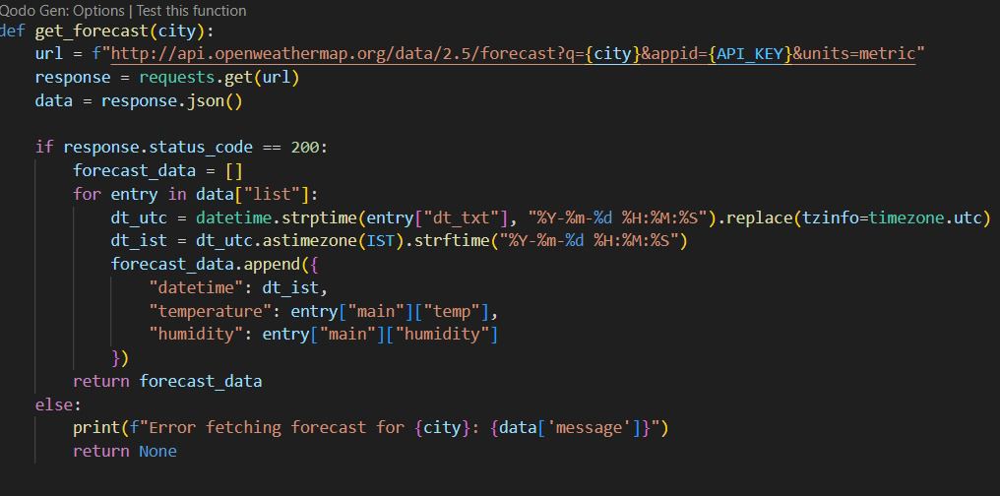 Qodo Gen: Options | Test this function
def get_forecast(city):
    url = f"http://api.openweathermap.org/data/2.5/forecast?q={city}&appid={API_KEY}&units=metric"
    response = requests.get(url)
    data = response.json()

    if response.status_code == 200:
        forecast_data = []
        for entry in data["list"]:
            dt_utc = datetime.strptime(entry["dt_txt"], "%Y-%m-%d %H:%M:%S").replace(tzinfo=timezone.utc)
            dt_ist = dt_utc.astimezone(IST).strftime("%Y-%m-%d %H:%M:%S")
            forecast_data.append({
                "datetime": dt_ist,
                "temperature": entry["main"]["temp"],
                "humidity": entry["main"]["humidity"]
            })
        return forecast_data
    else:
        print(f"Error fetching forecast for {city}: {data['message']}")
        return None